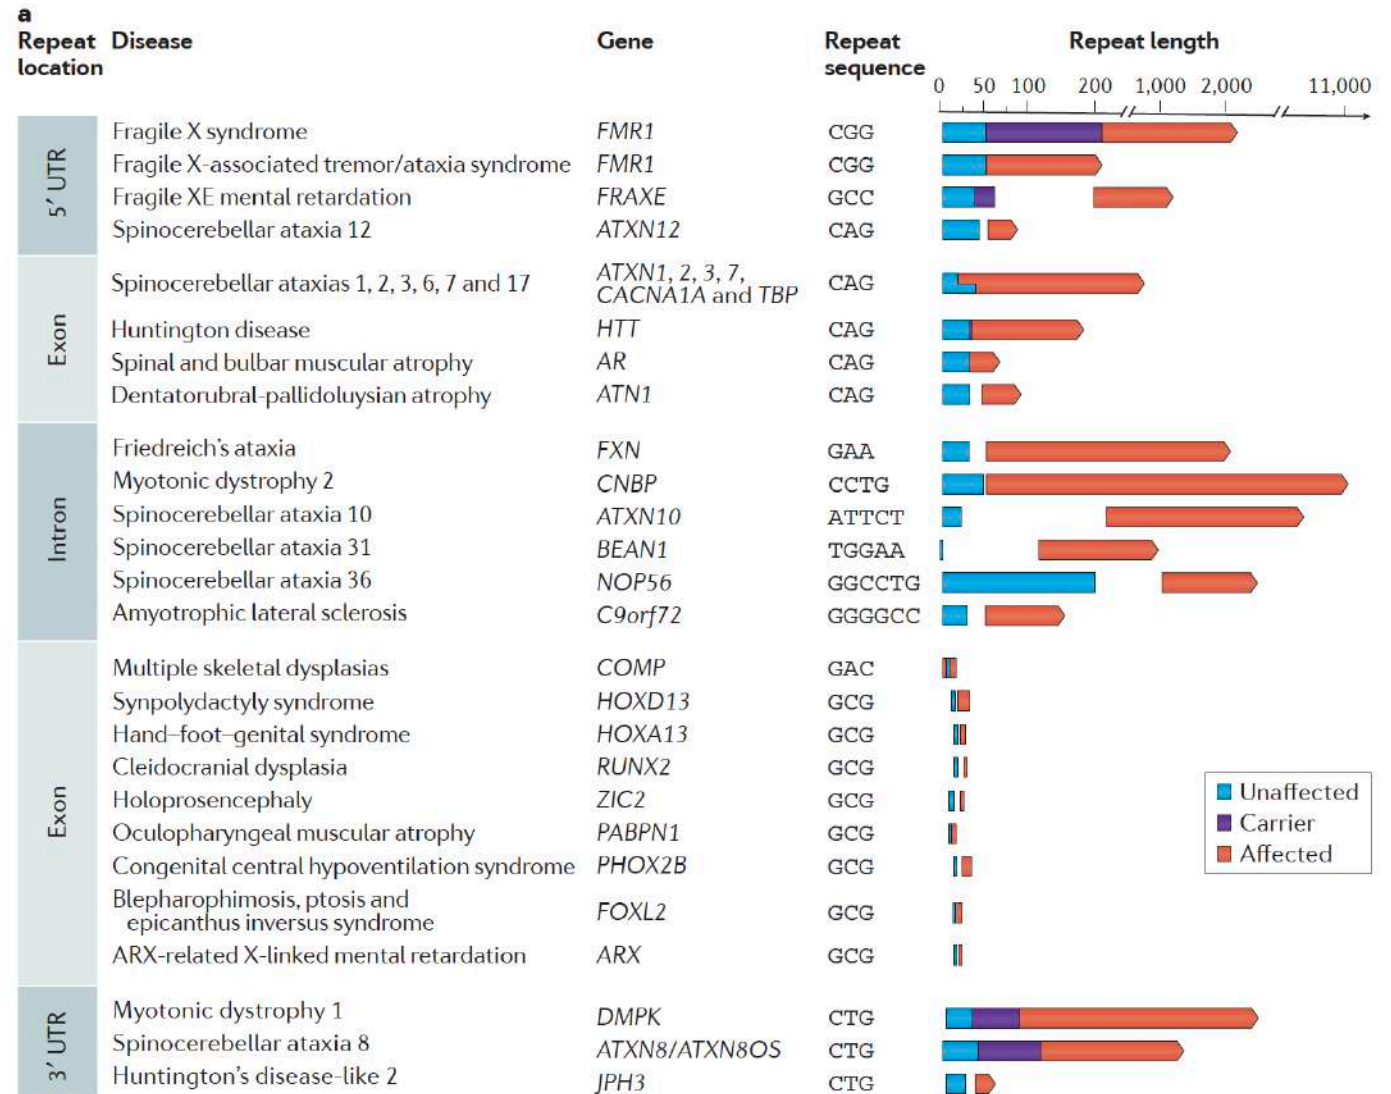 a
Repeat location Disease Gene Repeat sequence Repeat length
0 50 100 200 1,000 2,000 11,000
5′ UTR
Fragile X syndrome FMR1 CGG
Fragile X-associated tremor/ataxia syndrome FMR1 CGG
Fragile XE mental retardation FRAXE GCC
Spinocerebellar ataxia 12 ATXN12 CAG
Exon
Spinocerebellar ataxias 1, 2, 3, 6, 7 and 17 ATXN1, 2, 3, 7, CACNA1A and TBP CAG
Huntington disease HTT CAG
Spinal and bulbar muscular atrophy AR CAG
Dentatorubral-pallidoluysian atrophy ATN1 CAG
Intron
Friedreich's ataxia FXN GAA
Myotonic dystrophy 2 CNBP CCTG
Spinocerebellar ataxia 10 ATXN10 ATTCT
Spinocerebellar ataxia 31 BEAN1 TGGAA
Spinocerebellar ataxia 36 NOP56 GGCCTG
Amyotrophic lateral sclerosis C9orf72 GGGGCC
Exon
Multiple skeletal dysplasias COMP GAC
Synpolydactyly syndrome HOXD13 GCG
Hand–foot–genital syndrome HOXA13 GCG
Cleidocranial dysplasia RUNX2 GCG
Holoprosencephaly ZIC2 GCG
Oculopharyngeal muscular atrophy PABPN1 GCG
Congenital central hypoventilation syndrome PHOX2B GCG
Blepharophimosis, ptosis and
epicanthus inversus syndrome FOXL2 GCG
ARX-related X-linked mental retardation ARX GCG
3′ UTR
Myotonic dystrophy 1 DMPK CTG
Spinocerebellar ataxia 8 ATXN8/ATXN8OS CTG
Huntington's disease-like 2 JPH3 CTG
Unaffected
Carrier
Affected